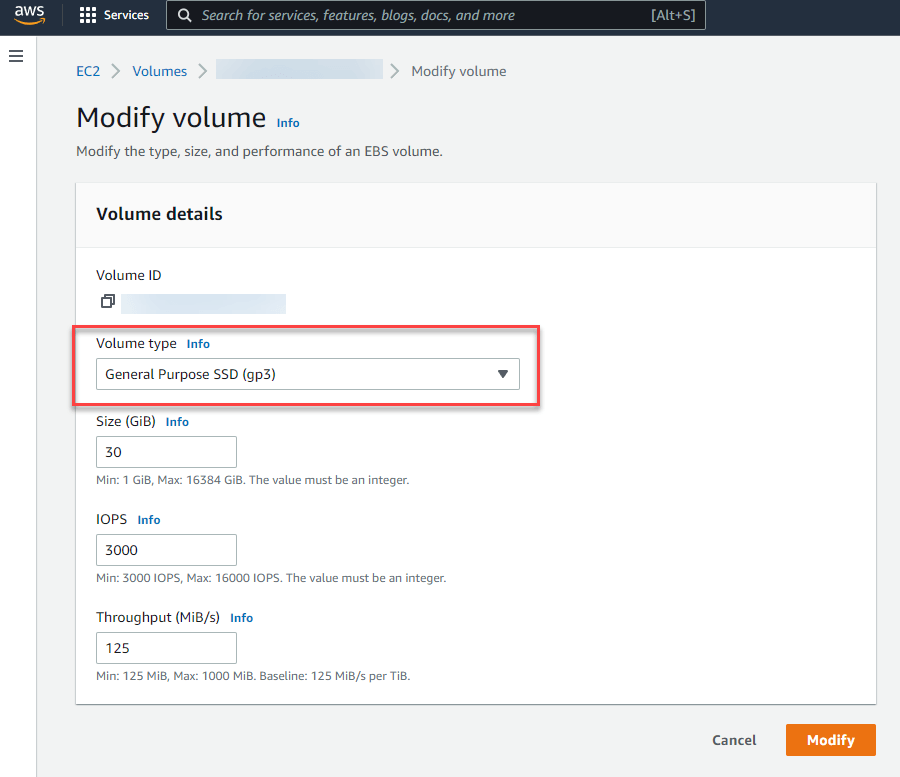 aws Services Search for services, features, blogs, docs, and more [Alt+S]
EC2 Volumes Modify volume
Modify volume Info
Modify the type, size, and performance of an EBS volume.
Volume details
Volume ID
Volume type Info
General Purpose SSD (gp3)
Size (GiB) Info
30
Min: 1 GiB, Max: 16384 GiB. The value must be an integer.
IOPS Info
3000
Min: 3000 IOPS, Max: 16000 IOPS. The value must be an integer.
Throughput (MiB/s) Info
125
Min: 125 MiB, Max: 1000 MiB. Baseline: 125 MiB/s per TiB.
Cancel Modify